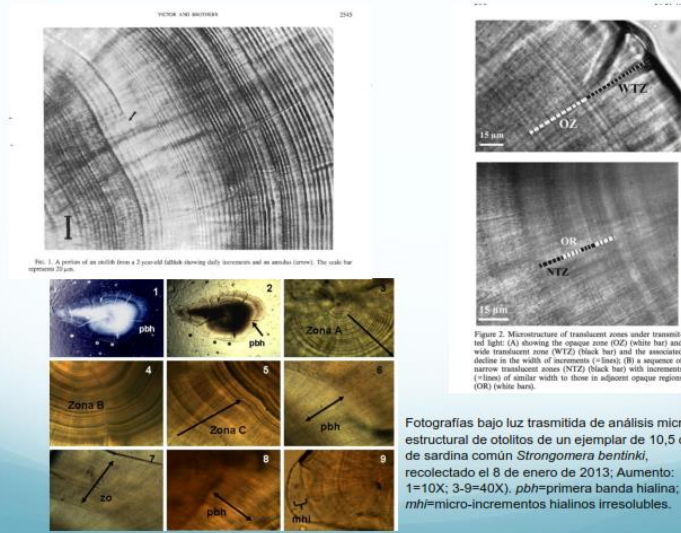 VICTOR AND BROTHERS
2545
FIG. 1. A portion of an otolith from a 2-year-old fallfish showing daily increments and an annulus (arrow). The scale bar
represents 20 µm.
1
pbh
2
pbh
3
Zona A
4
Zona B
5
Zona C
6
pbh
7
zo
8
pbh
9
mhi
WTZ
OZ
15 µm
OR
NTZ
15 µm
Figure 2. Microstructure of translucent zones under transmit-
ted light: (A) showing the opaque zone (OZ) (white bar) and
wide translucent zone (WTZ) (black bar) and the associated
decline in the width of increments (=lines); (B) a sequence of
narrow translucent zones (NTZ) (black bar) with increments
(=lines) of similar width to those in adjacent opaque regions
(OR) (white bars).
Fotografías bajo luz trasmitida de análisis micr
estructural de otolitos de un ejemplar de 10,5 c
de sardina común Strongomera bentinki,
recolectado el 8 de enero de 2013; Aumento:
1=10X; 3-9=40X). pbh=primera banda hialina;
mhi=micro-incrementos hialinos irresolubles.